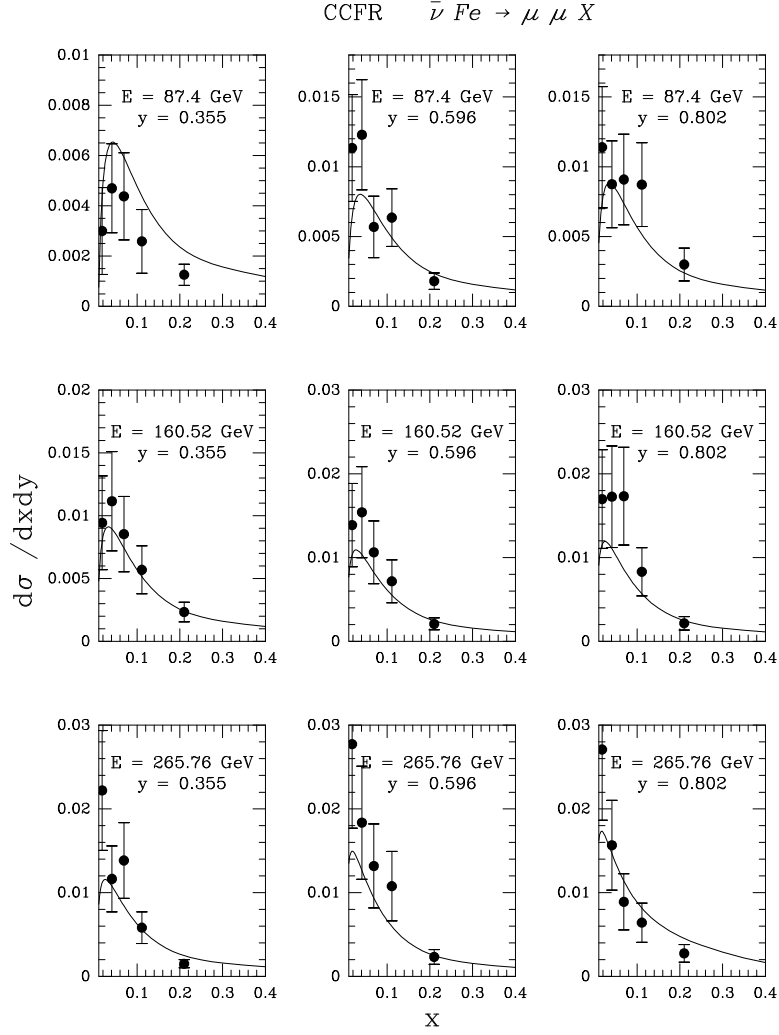 CCFR ν̄ Fe → μ μ X
0.01
0.008
0.006
0.004
0.002
0
E = 87.4 GeV
y = 0.355
0.1 0.2 0.3 0.4
0.015
0.01
0.005
0
E = 87.4 GeV
y = 0.596
0.1 0.2 0.3 0.4
0.015
0.01
0.005
0
E = 87.4 GeV
y = 0.802
0.1 0.2 0.3 0.4
dσ /dxdy
0.02
0.015
0.01
0.005
0
E = 160.52 GeV
y = 0.355
0.1 0.2 0.3 0.4
0.03
0.02
0.01
0
E = 160.52 GeV
y = 0.596
0.1 0.2 0.3 0.4
0.03
0.02
0.01
0
E = 160.52 GeV
y = 0.802
0.1 0.2 0.3 0.4
0.03
0.02
0.01
0
E = 265.76 GeV
y = 0.355
0.1 0.2 0.3 0.4
0.03
0.02
0.01
0
E = 265.76 GeV
y = 0.596
0.1 0.2 0.3 0.4
0.03
0.02
0.01
0
E = 265.76 GeV
y = 0.802
0.1 0.2 0.3 0.4
x